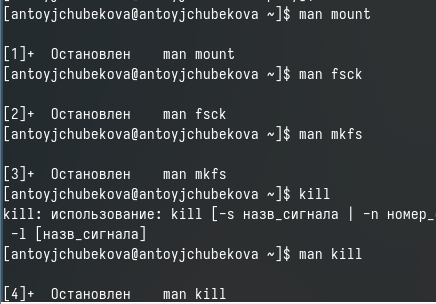 [antoyjchubekova@antoyjchubekova ~]$ man mount
[1]+  Остановлен    man mount
[antoyjchubekova@antoyjchubekova ~]$ man fsck
[2]+  Остановлен    man fsck
[antoyjchubekova@antoyjchubekova ~]$ man mkfs
[3]+  Остановлен    man mkfs
[antoyjchubekova@antoyjchubekova ~]$ kill
kill: использование: kill [-s назв_сигнала | -n номер_
-l [назв_сигнала]
[antoyjchubekova@antoyjchubekova ~]$ man kill
[4]+  Остановлен    man kill